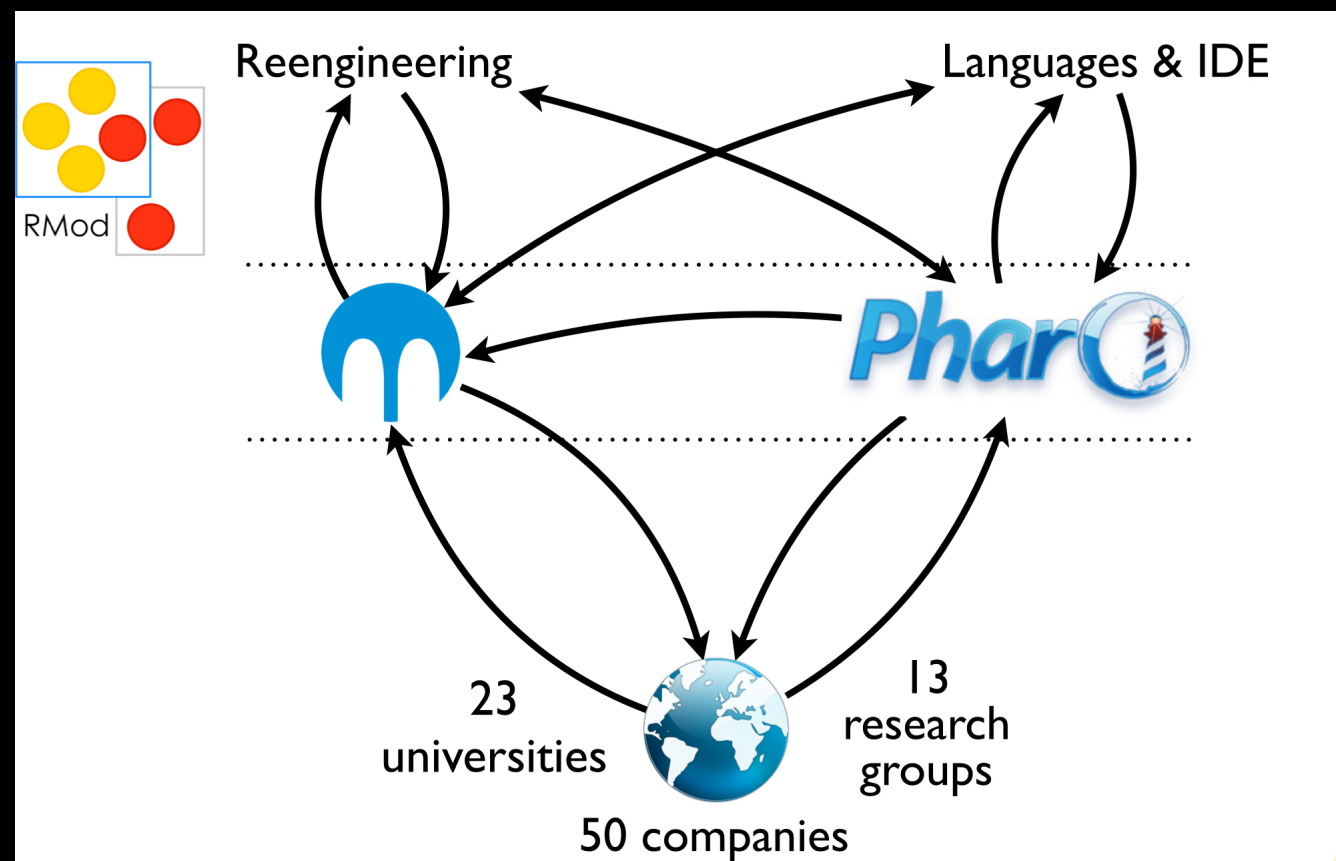 Reengineering
Languages & IDE
RMod
Pharo
23
universities
13
research
groups
50 companies